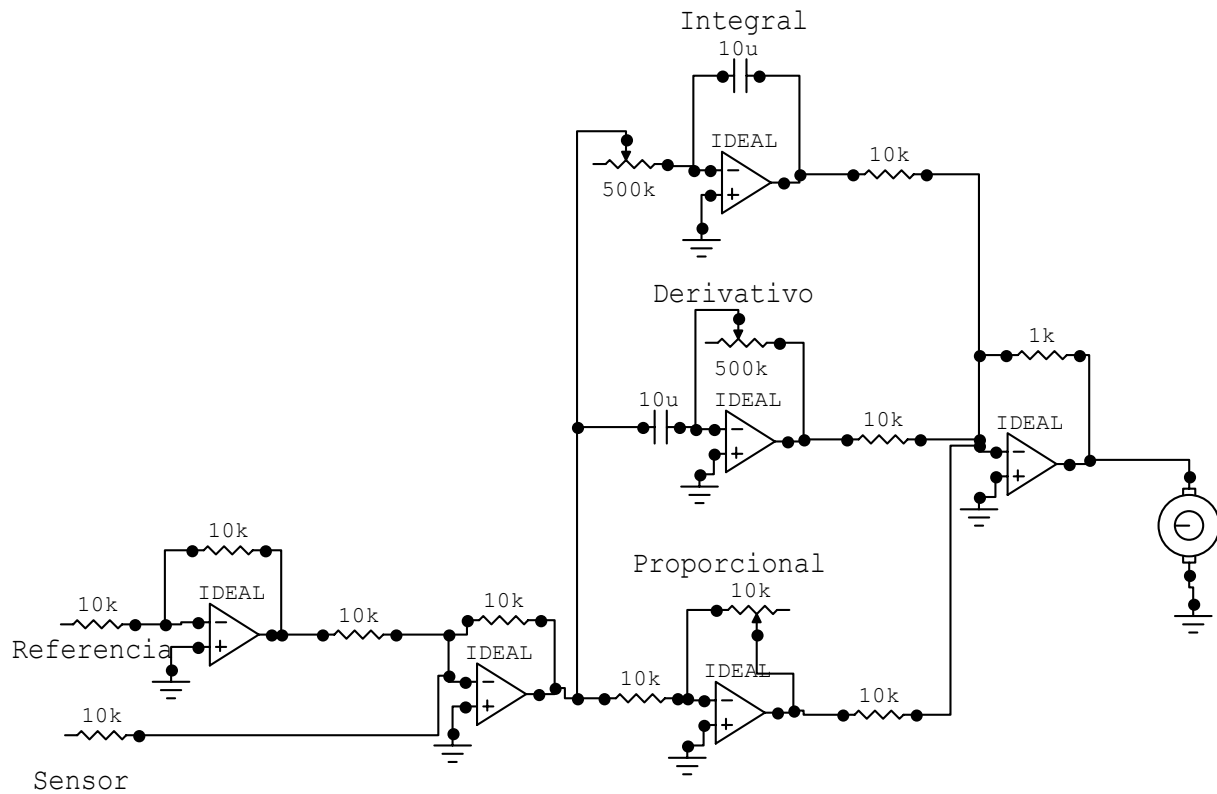 Integral
10u
IDEAL
10k
500k
Derivativo
1k
500k
10u
IDEAL
10k
IDEAL
10k
Proporcional
10k
IDEAL
10k
10k
10k
Referencia
IDEAL
10k
IDEAL
10k
10k
Sensor